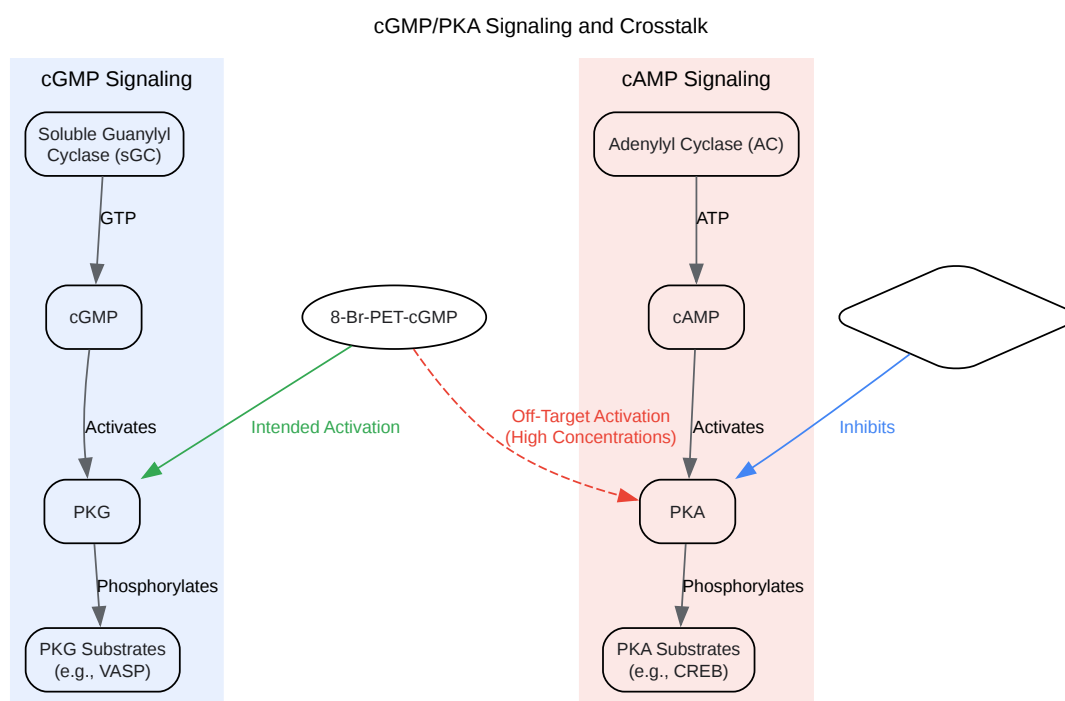 cGMP/PKA Signaling and Crosstalk
cGMP Signaling
cAMP Signaling
Soluble Guanylyl
Cyclase (sGC)
Adenylyl Cyclase (AC)
GTP
ATP
cGMP
8-Br-PET-cGMP
cAMP
Activates
Intended Activation
Off-Target Activation
(High Concentrations)
Activates
Inhibits
PKG
PKA
Phosphorylates
Phosphorylates
PKG Substrates
(e.g., VASP)
PKA Substrates
(e.g., CREB)